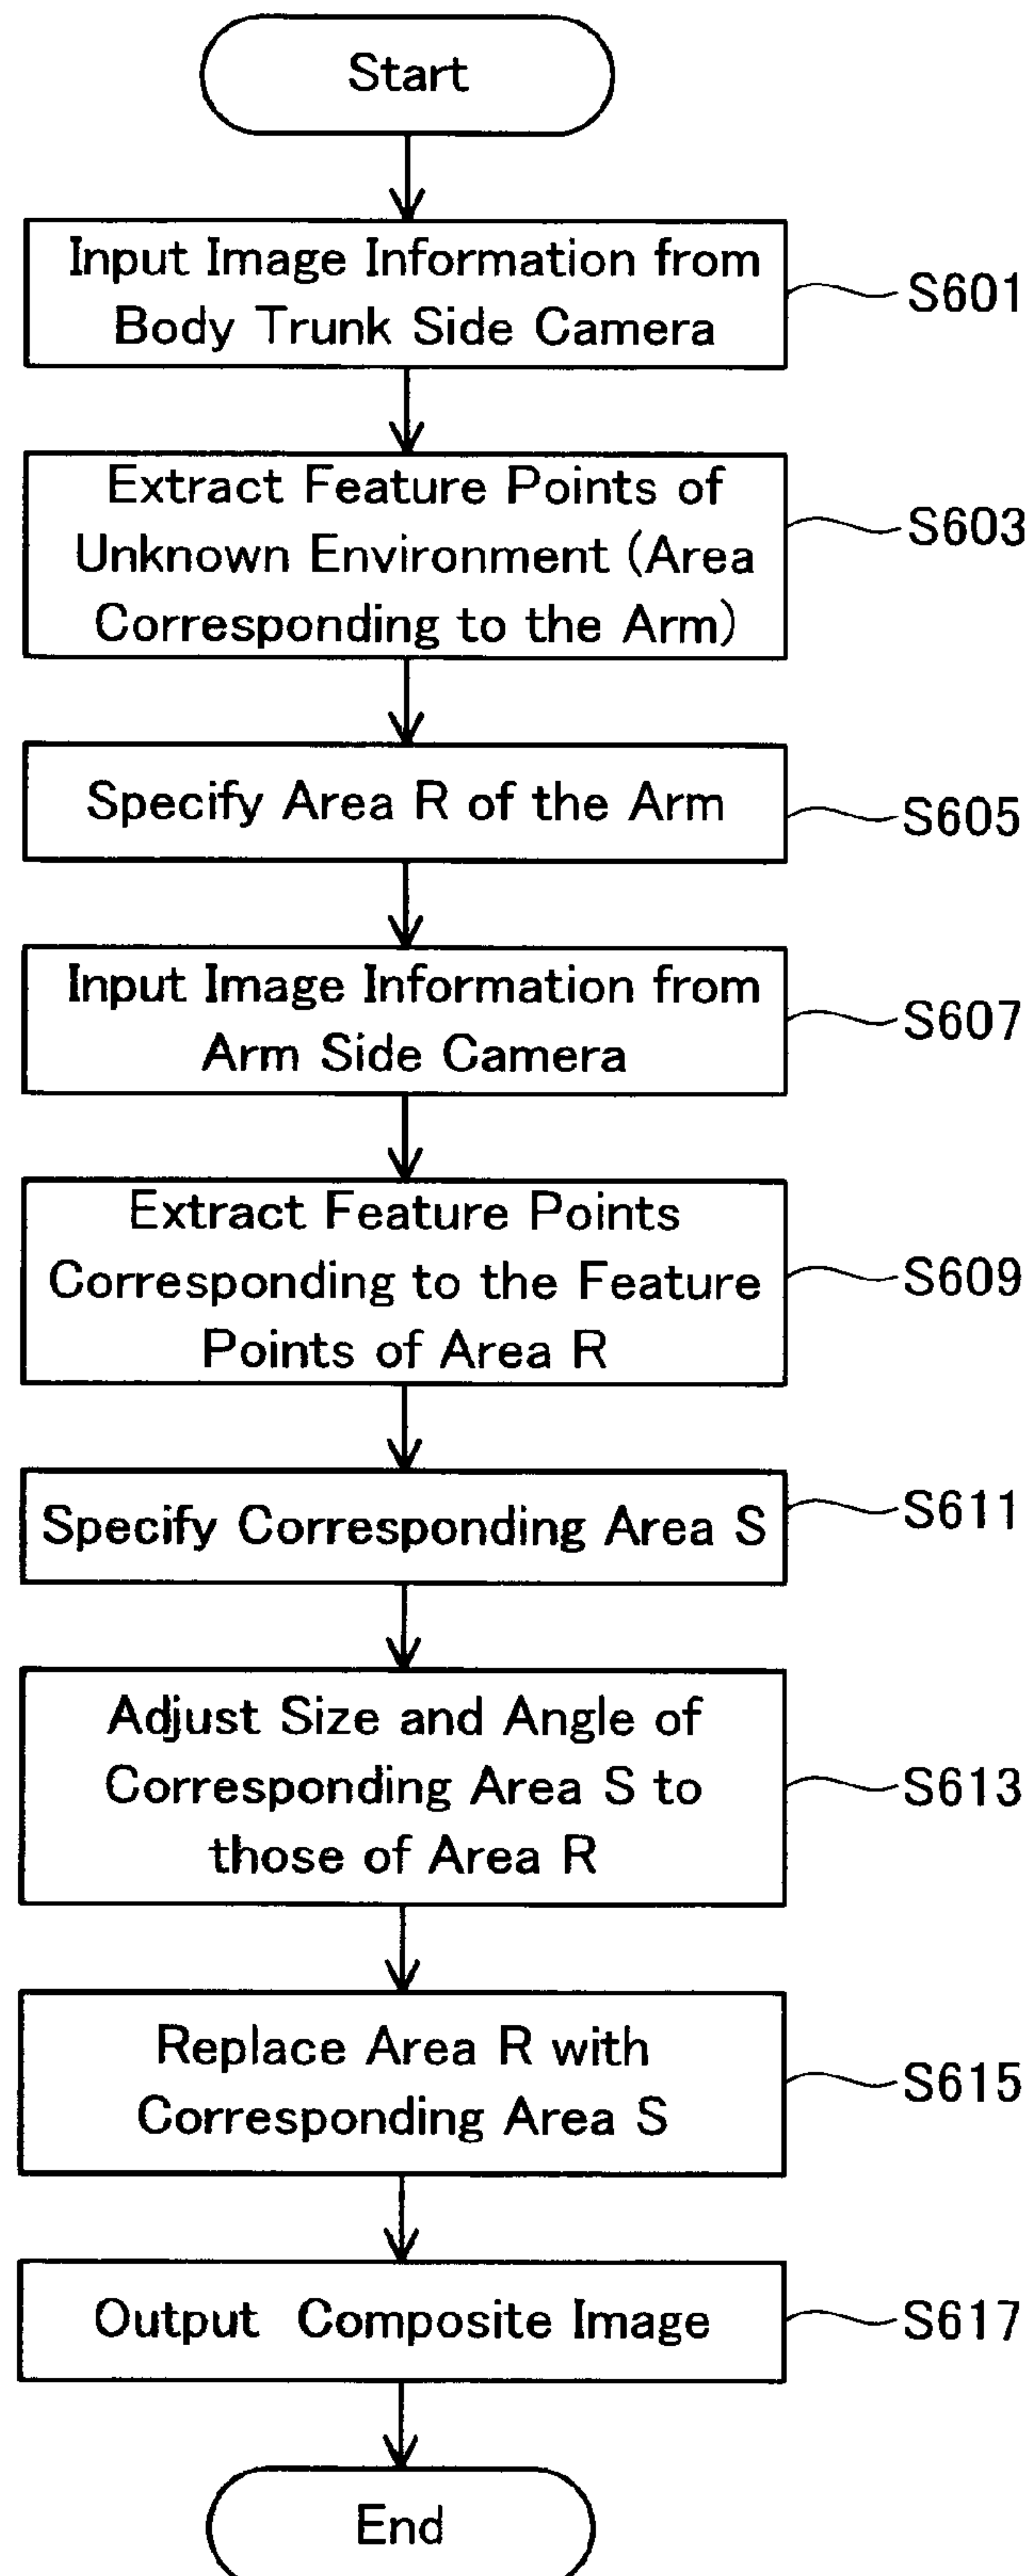 Start
Input Image Information from
Body Trunk Side Camera
S601
Extract Feature Points of
Unknown Environment (Area
Corresponding to the Arm)
S603
Specify Area R of the Arm
S605
Input Image Information from
Arm Side Camera
S607
Extract Feature Points
Corresponding to the Feature
Points of Area R
S609
Specify Corresponding Area S
S611
Adjust Size and Angle of
Corresponding Area S to
those of Area R
S613
Replace Area R with
Corresponding Area S
S615
Output Composite Image
S617
End